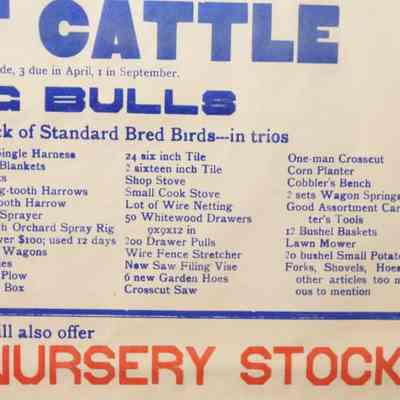 T CATTLE
de, 3 due in April, 1 in September.
G BULLS
ck of Standard Bred Birds---in trios
ingle Harness
Blankets
ts
g-tooth Harrows
ooth Harrow
Sprayer
h Orchard Spray Rig
ver $100; used 12 days
Wagons
es
Plow
Box
24 six inch Tile
2 sixteen inch Tile
Shop Stove
Small Cook Stove
Lot of Wire Netting
50 Whitewood Drawers
9x9x12 in
200 Drawer Pulls
Wire Fence Stretcher
New Saw Filing Vise
6 new Garden Hoes
Crosscut Saw
One-man Crosscut
Corn Planter
Cobbler's Bench
2 sets Wagon Springs
Good Assortment Car
ter's Tools
12 Bushel Baskets
Lawn Mower
20 bushel Small Potato
Forks, Shovels, Hoes
other articles too n
ous to mention
ill also offer
NURSERY STOCK